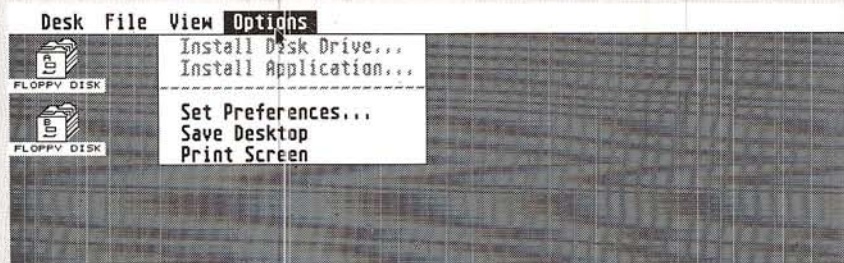 Desk File View Options
Install Disk Drive...
Install Application...
Set Preferences...
Save Desktop
Print Screen
A
FLOPPY DISK
B
FLOPPY DISK